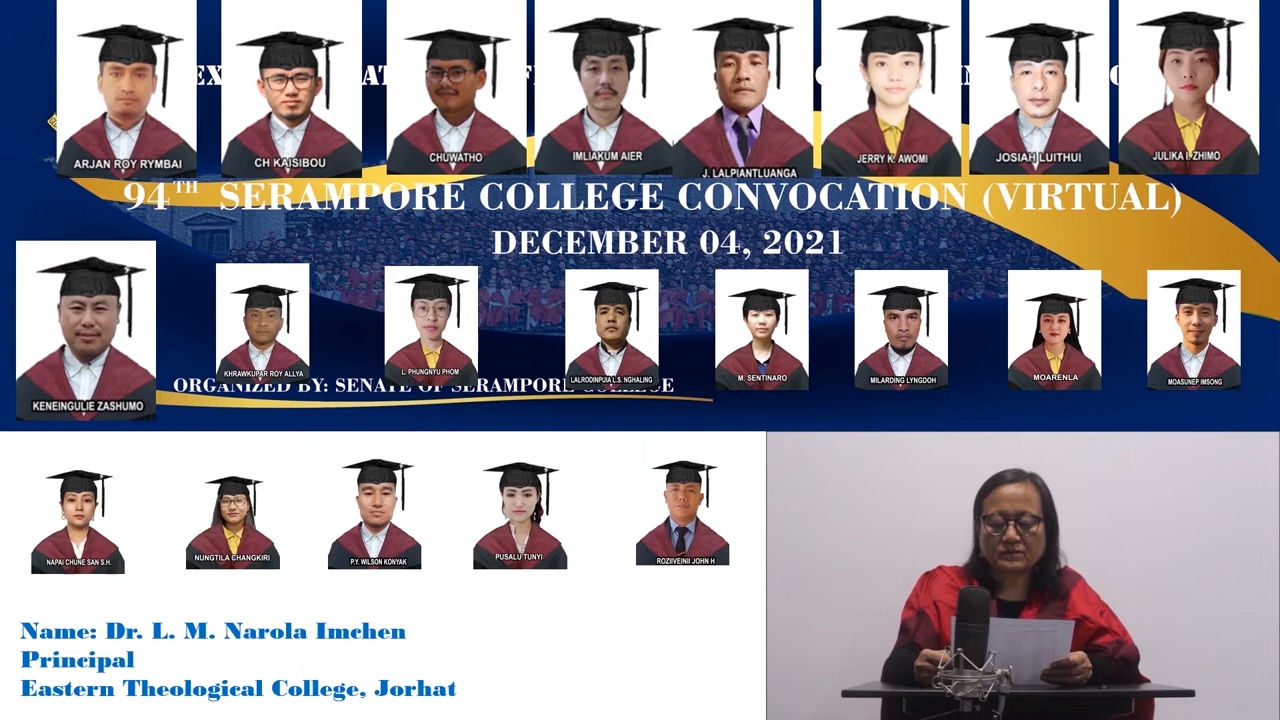 ARJAN ROY RYMBAI
CH KAISIBOU
CHUWATHO
IMLIAKUM AIER
J. LALPIANTLUANGA
JERRY K. AWOMI
JOSIAH LUITHUI
JULIKA I. ZHIMO
94TH SERAMPORE COLLEGE CONVOCATION (VIRTUAL)
DECEMBER 04, 2021
KENEINGULIE ZASHUMO
KHRAWKUPAR ROY ALLYA
L. PHUNGNYU PHOM
LALRODINPUIA L.S. NGHALING
M. SENTINARO
MILARDING LYNGDOH
MOARENLA
MOASUNEP IMSONG
ORGANIZED BY: SENATE OF SERAMPORE COLLEGE
NAPAI CHUNE SAN S.H.
NUNGTILA CHANGKIRI
P.Y. WILSON KONYAK
PUSALU TUNYI
ROZIIVEINII JOHN H
Name: Dr. L. M. Narola Imchen
Principal
Eastern Theological College, Jorhat